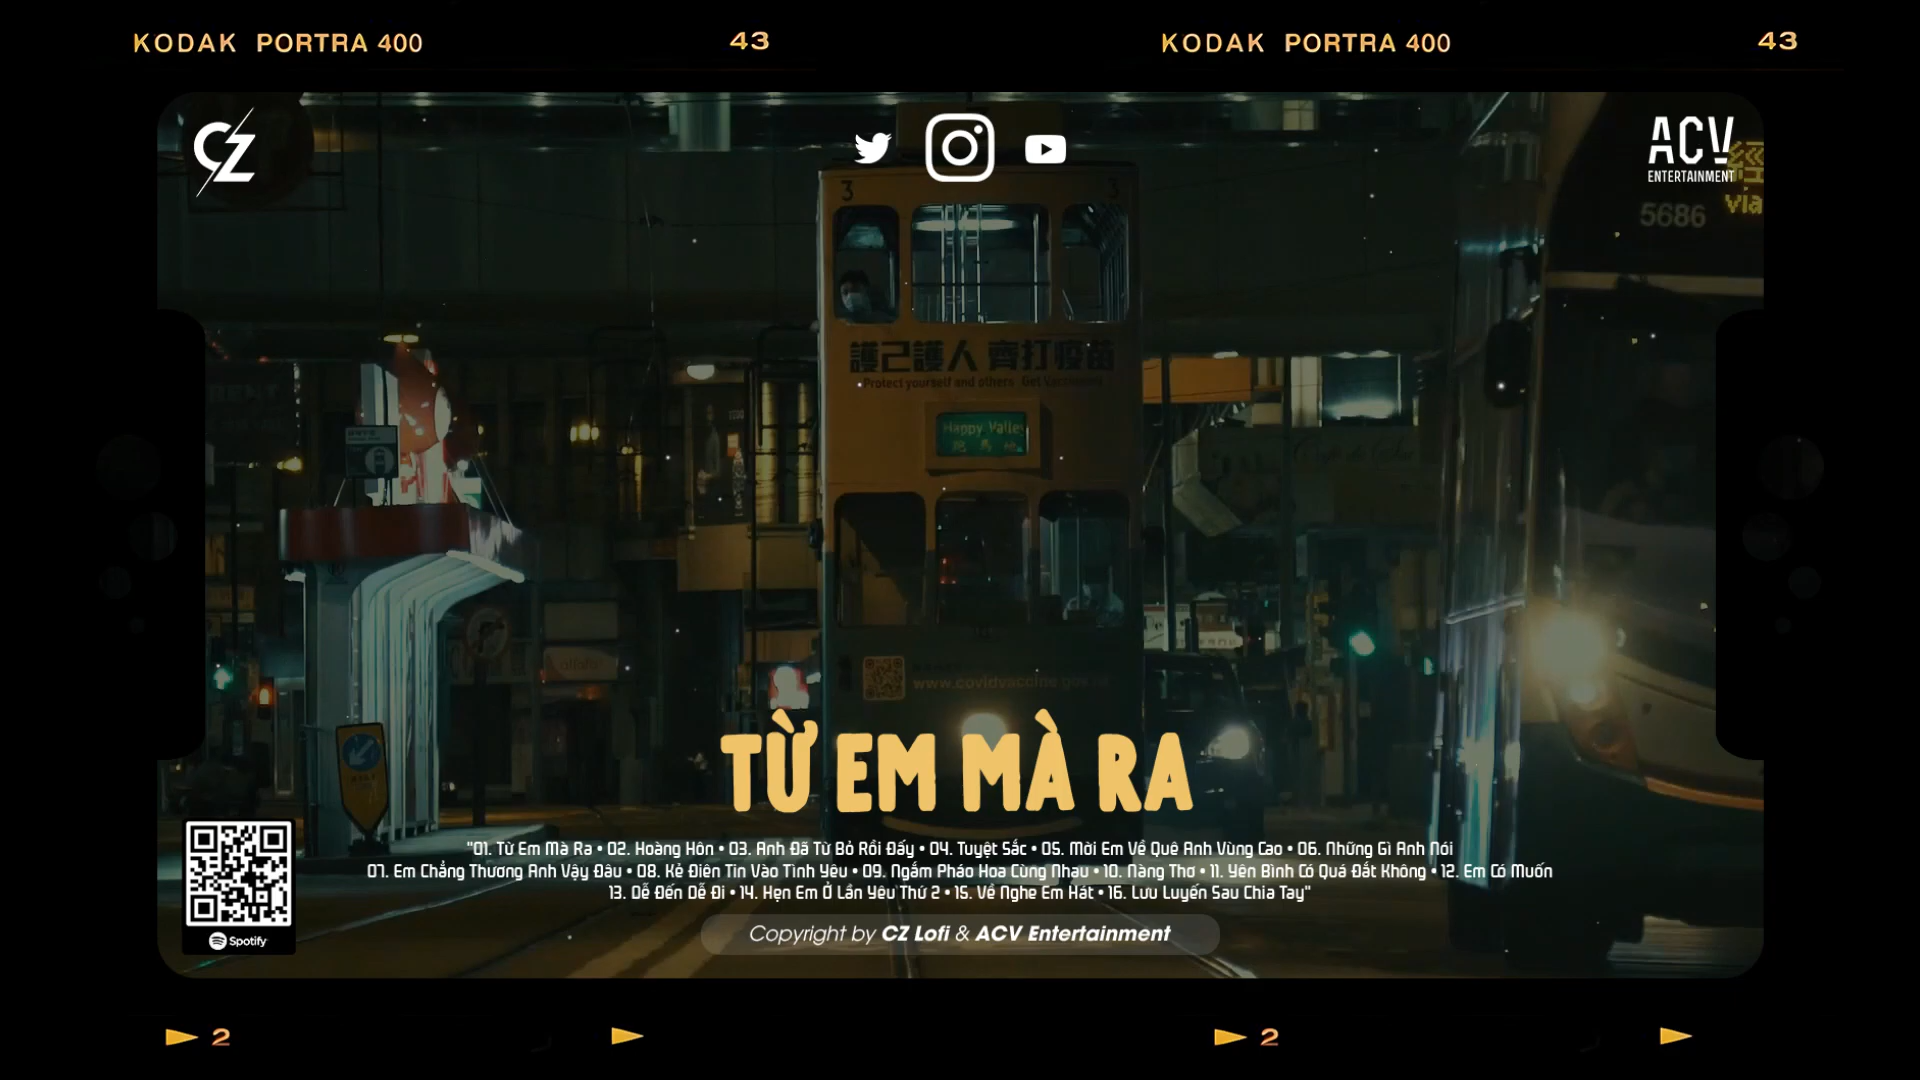 KODAK PORTRA 400 43 KODAK PORTRA 400 43
CZ
ACV
ENTERTAINMENT
經
via
5686
3 3
護己護人 齊打疫苗
Protect yourself and others Get Vaccinated
Happy Valley
跑馬地
www.covidvaccine.gov.hk
TỪ EM MÀ RA
"01. Từ Em Mà Ra • 02. Hoàng Hôn • 03. Anh Đã Từ Bỏ Rồi Đấy • 04. Tuyệt Sắc • 05. Mời Em Về Quê Anh Vùng Cao • 06. Những Gì Anh Nói
07. Em Chẳng Thương Anh Vậy Đâu • 08. Kẻ Điên Tin Vào Tình Yêu • 09. Ngắm Pháo Hoa Cùng Nhau • 10. Nàng Thơ • 11. Yên Bình Có Quá Đắt Không • 12. Em Có Muốn
13. Dễ Đến Dễ Đi • 14. Hẹn Em Ở Lần Yêu Thứ 2 • 15. Về Nghe Em Hát • 16. Lưu Luyến Sau Chia Tay"
Spotify
Copyright by CZ Lofi & ACV Entertainment
2 2